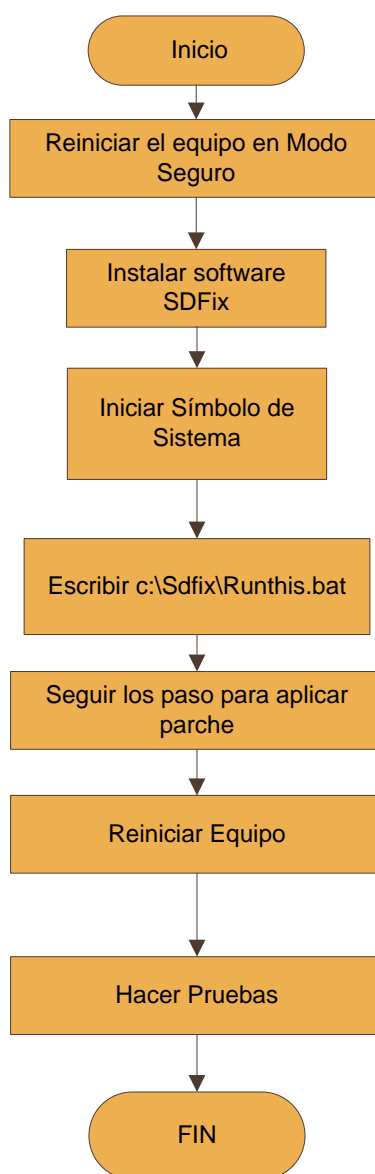 Inicio
Reiniciar el equipo en Modo
Seguro
Instalar software
SDFix
Iniciar Símbolo de
Sistema
Escribir c:\Sdfix\Runthis.bat
Seguir los paso para aplicar
parche
Reiniciar Equipo
Hacer Pruebas
FIN